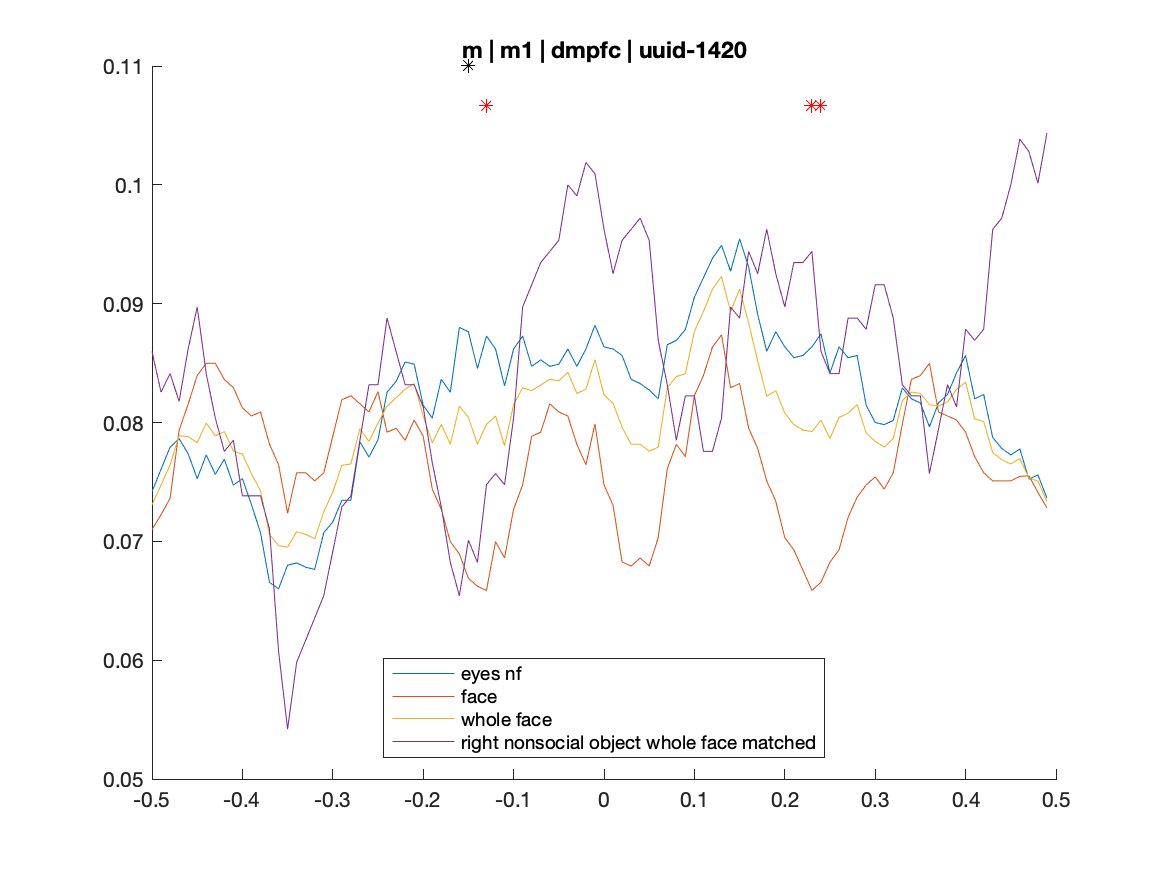 m | m1 | dmpfc | uuid-1420
0.11
0.1
0.09
0.08
0.07
0.06
0.05
eyes nf
face
whole face
right nonsocial object whole face matched
-0.5 -0.4 -0.3 -0.2 -0.1 0 0.1 0.2 0.3 0.4 0.5